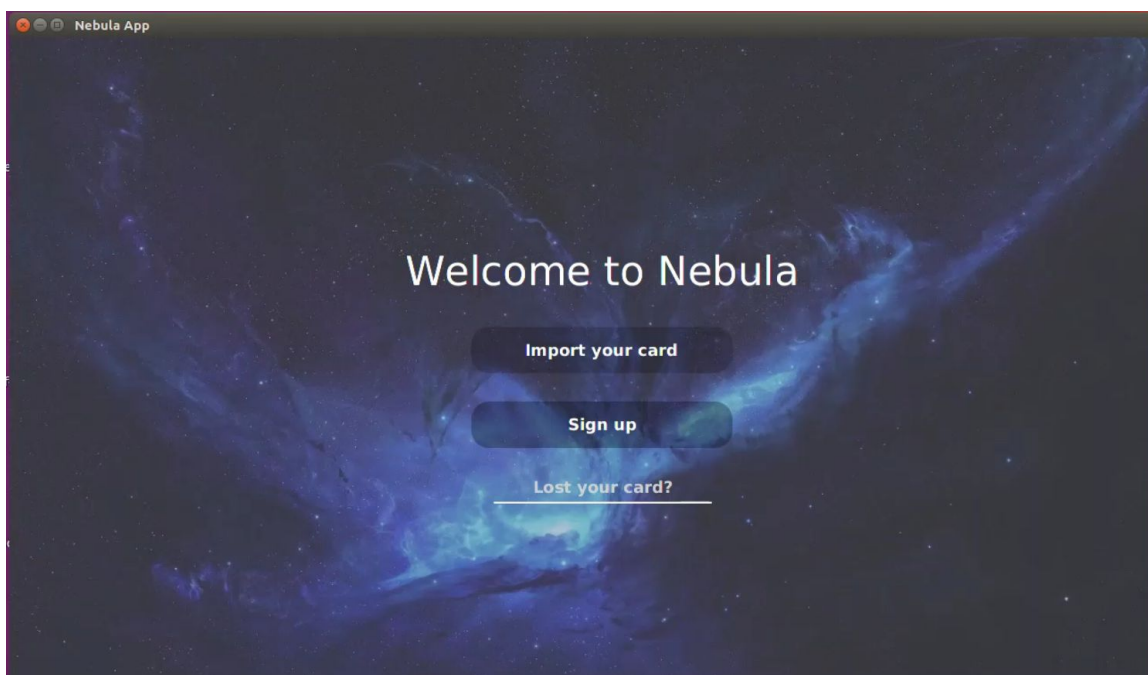 Nebula App
Welcome to Nebula
Import your card
Sign up
Lost your card?